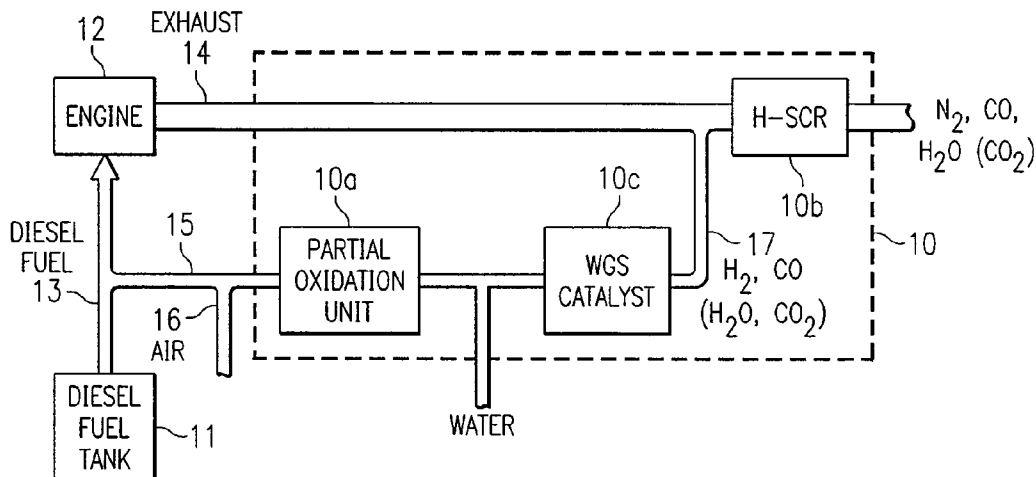 EXHAUST
14
12
ENGINE
H-SCR
N₂, CO,
H₂O (CO₂)
10b
10
10a
10c
DIESEL
FUEL
13
15
PARTIAL
OXIDATION
UNIT
WGS
CATALYST
17
H₂, CO
(H₂O, CO₂)
16
AIR
DIESEL
FUEL
TANK
11
WATER